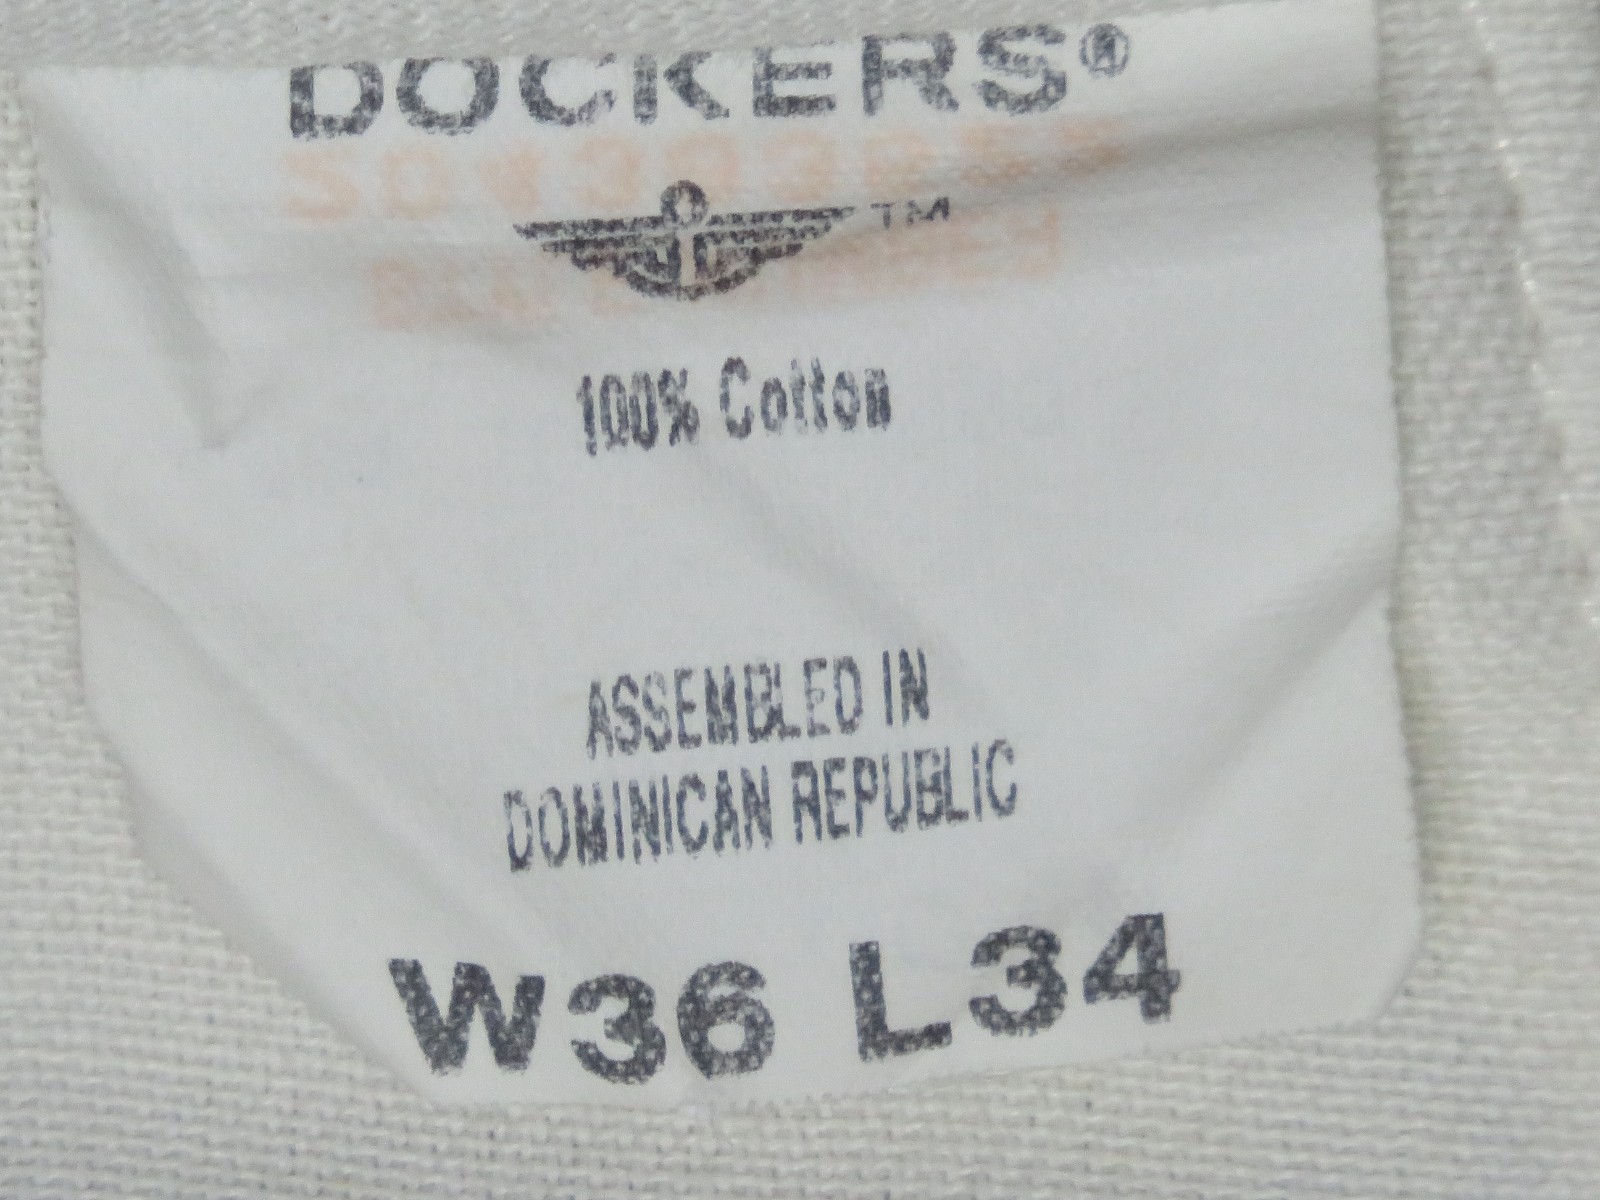 DOCKERS®
TM
100% Cotton
ASSEMBLED IN
DOMINICAN REPUBLIC
W36 L34